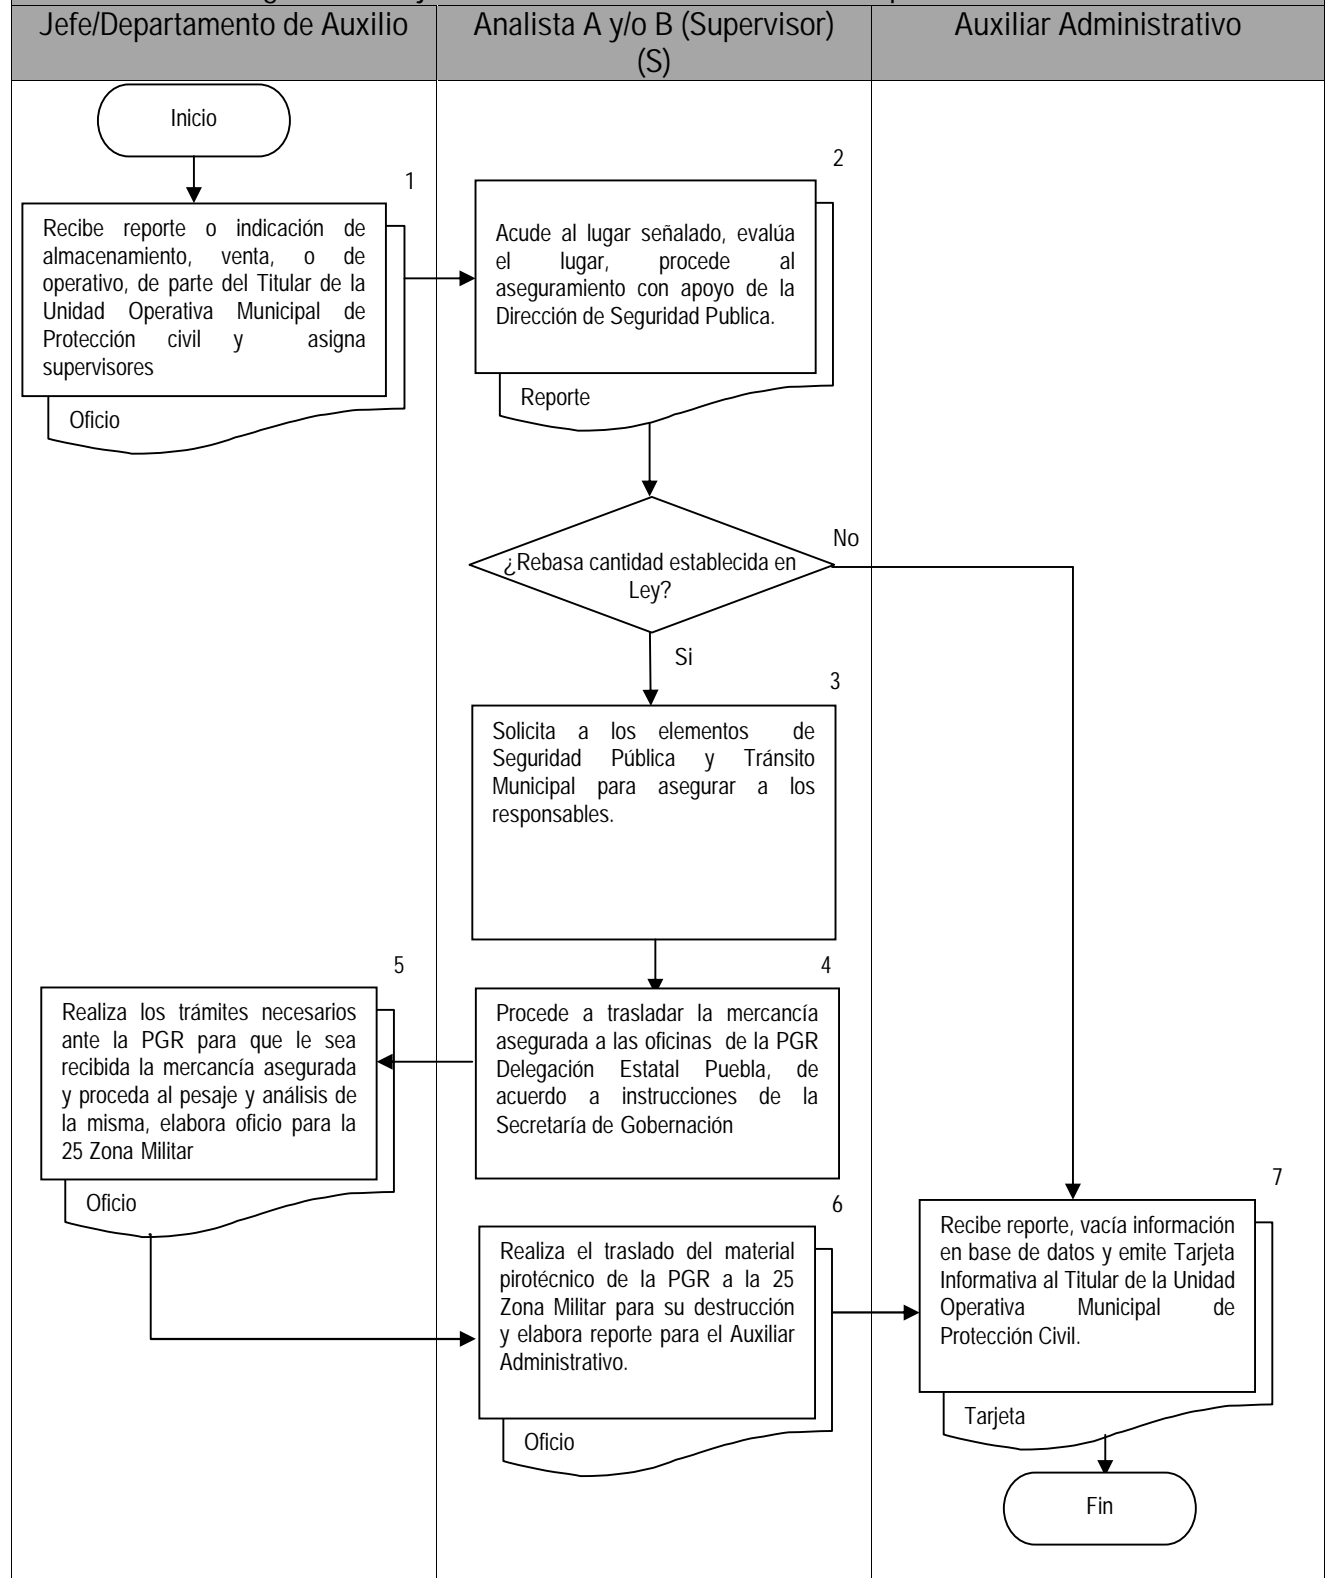 Jefe/Departamento de Auxilio
Analista A y/o B (Supervisor)
(S)
Auxiliar Administrativo
Inicio
1
Recibe reporte o indicación de
almacenamiento, venta, o de
operativo, de parte del Titular de la
Unidad Operativa Municipal de
Protección civil y asigna
supervisores
Oficio
2
Acude al lugar señalado, evalúa
el lugar, procede al
aseguramiento con apoyo de la
Dirección de Seguridad Publica.
Reporte
¿Rebasa cantidad establecida en
Ley?
No
Si
3
Solicita a los elementos de
Seguridad Pública y Tránsito
Municipal para asegurar a los
responsables.
4
Procede a trasladar la mercancía
asegurada a las oficinas de la PGR
Delegación Estatal Puebla, de
acuerdo a instrucciones de la
Secretaría de Gobernación
5
Realiza los trámites necesarios
ante la PGR para que le sea
recibida la mercancía asegurada
y proceda al pesaje y análisis de
la misma, elabora oficio para la
25 Zona Militar
Oficio
6
Realiza el traslado del material
pirotécnico de la PGR a la 25
Zona Militar para su destrucción
y elabora reporte para el Auxiliar
Administrativo.
Oficio
7
Recibe reporte, vacía información
en base de datos y emite Tarjeta
Informativa al Titular de la Unidad
Operativa Municipal de
Protección Civil.
Tarjeta
Fin